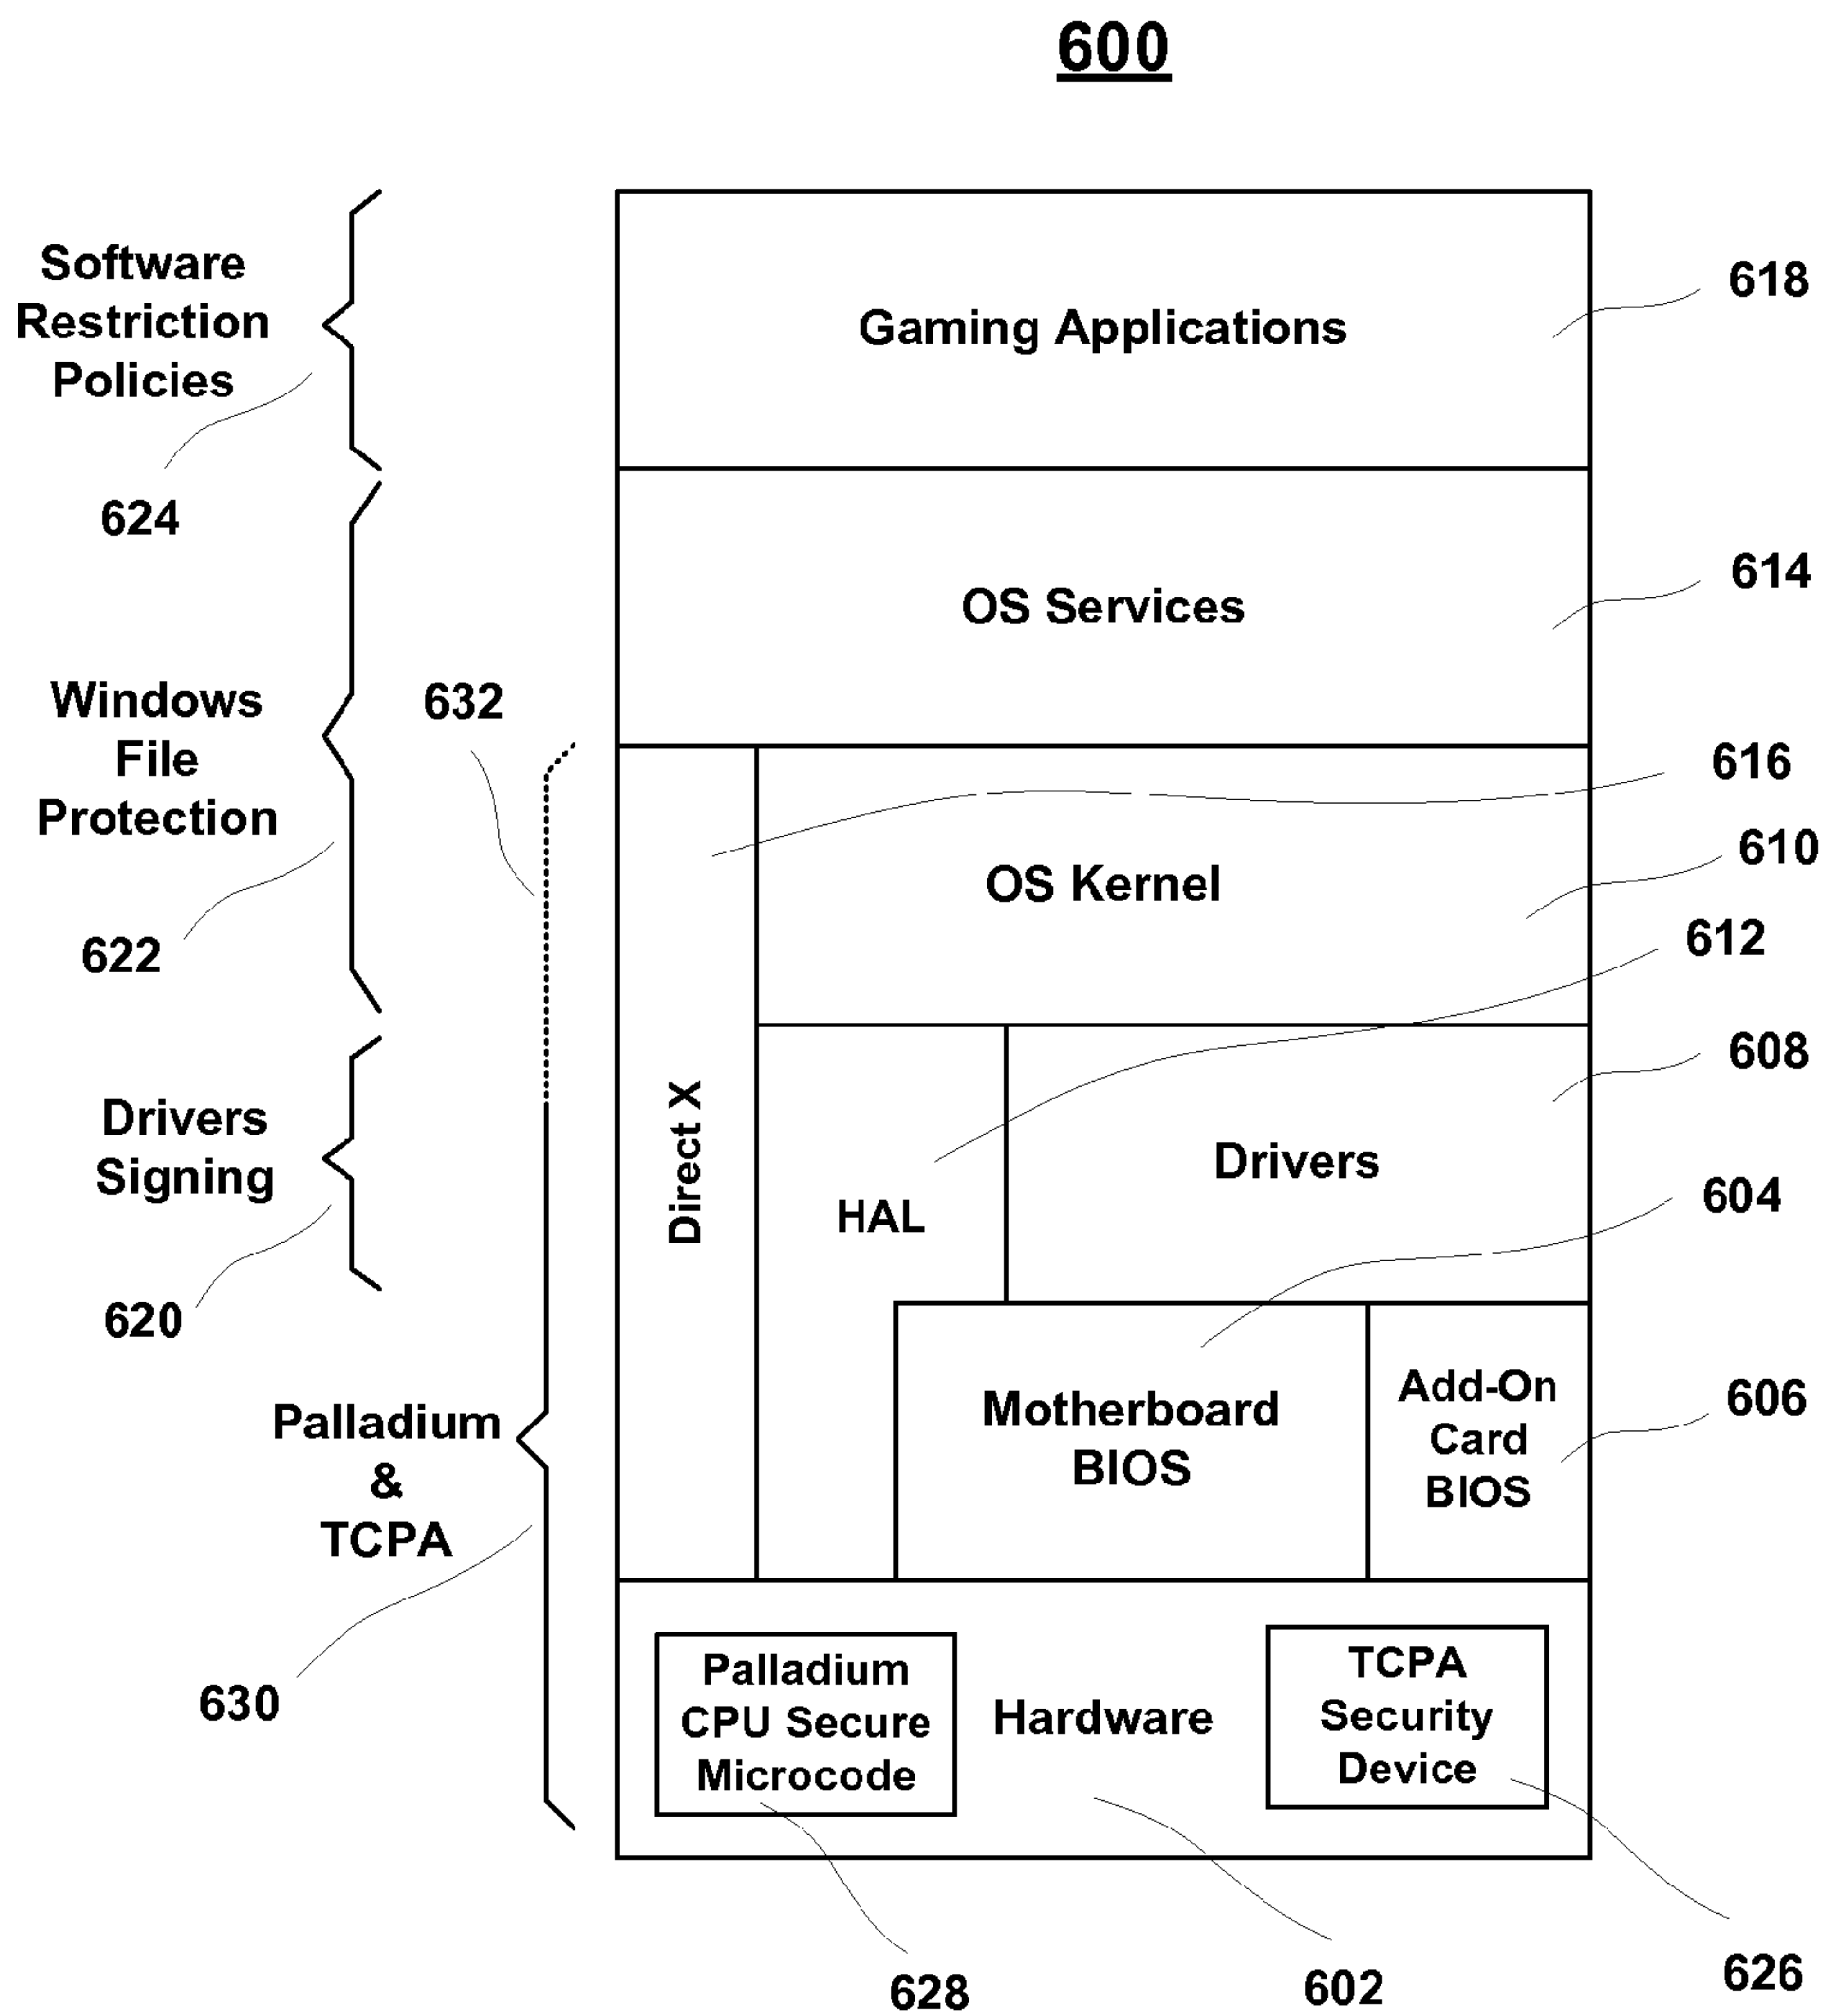 600
Software
Restriction
Policies
624
Gaming Applications
618
OS Services
614
Windows
File
Protection
622
632
616
OS Kernel
610
612
Drivers
Signing
620
Direct X
HAL
Drivers
608
604
Palladium
&
TCPA
630
Motherboard
BIOS
Add-On
Card
BIOS
606
Palladium
CPU Secure
Microcode
Hardware
TCPA
Security
Device
628
602
626